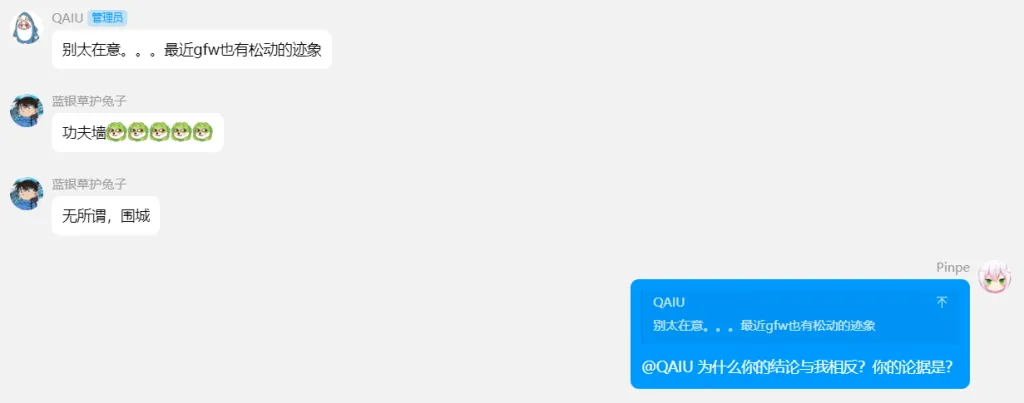 QAIU 管理员
别太在意。。。最近gfw也有松动的迹象
蓝银草护兔子
功夫墙
蓝银草护兔子
无所谓，围城
Pinpe
QAIU
别太在意。。。最近gfw也有松动的迹象
@QAIU 为什么你的结论与我相反？你的论据是？